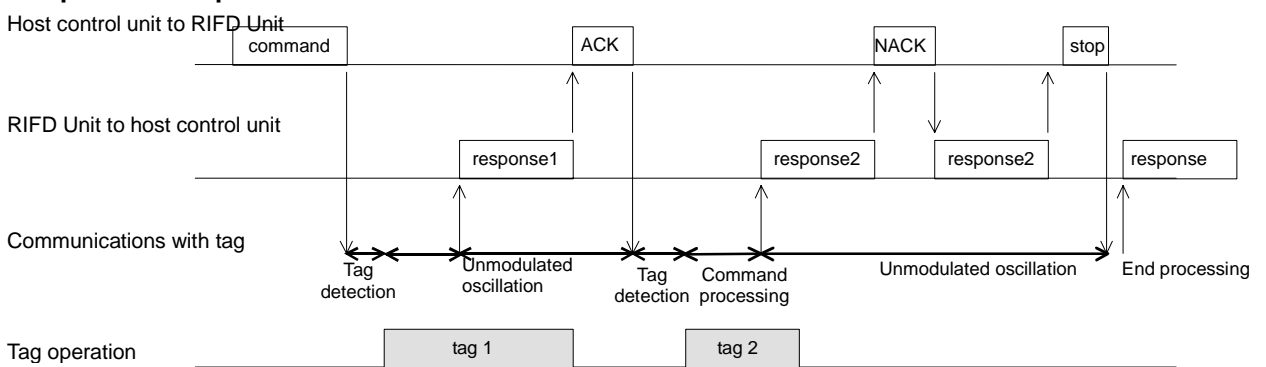 Host control unit to RIFD Unit
command
ACK
NACK
stop
RIFD Unit to host control unit
response1
response2
response2
response
Communications with tag
Tag
detection
Unmodulated
oscillation
Tag
detection
Command
processing
Unmodulated oscillation
End processing
Tag operation
tag 1
tag 2